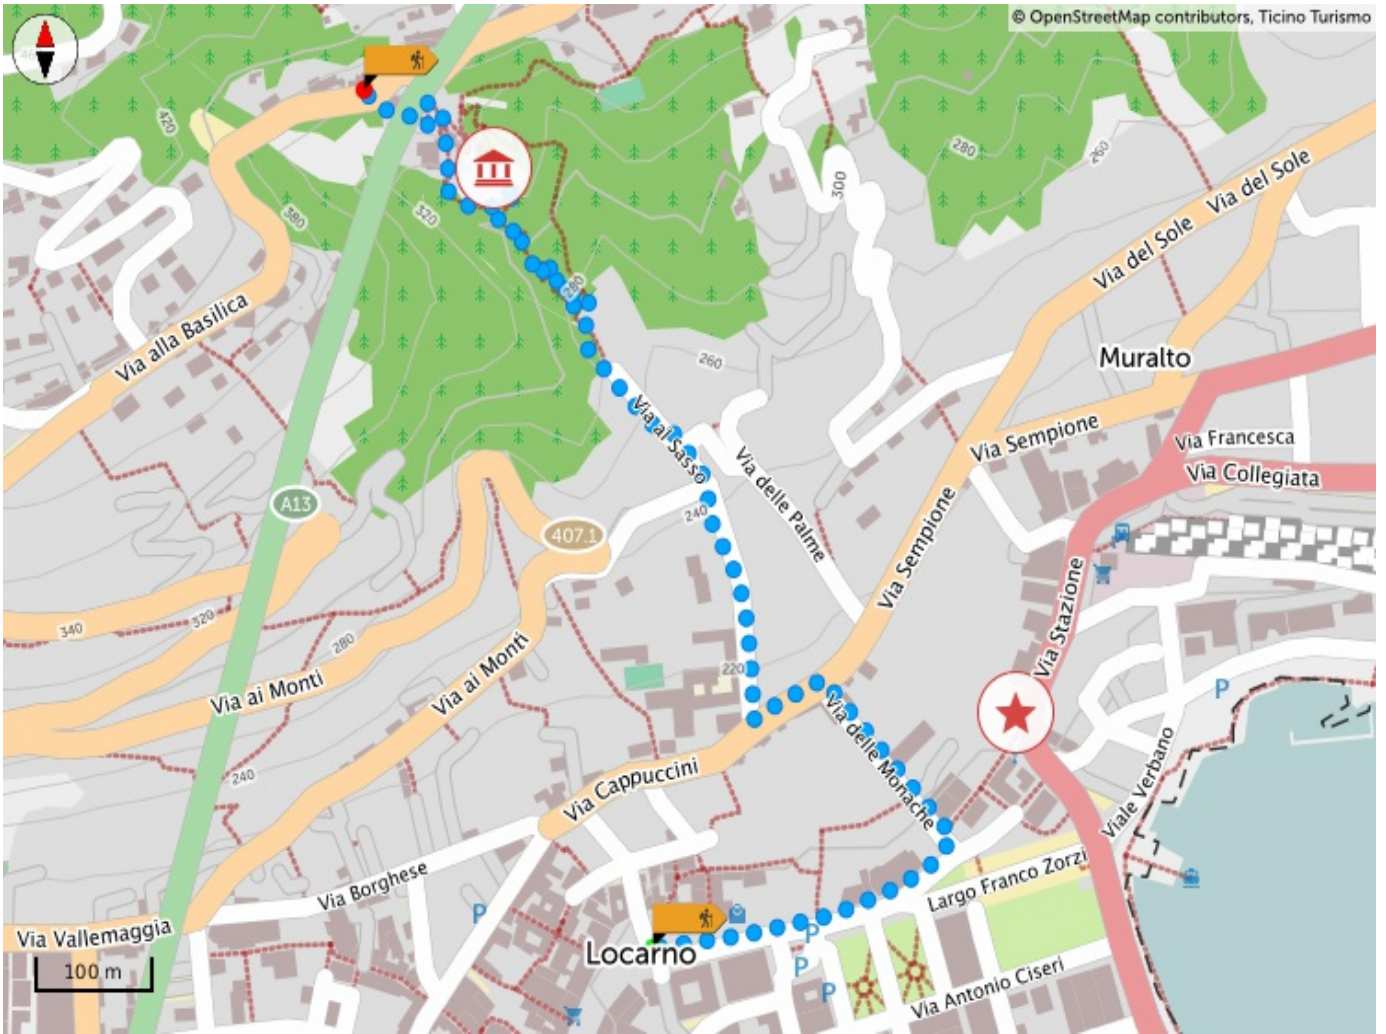 © OpenStreetMap contributors, Ticino Turismo
420
280
260
300
380
320
Via del Sole
Via del Sole
280
Via alla Basilica
260
Muralto
Via al Sasso
Via Sempione
Via Francesca
Via Collegiata
Via delle Palme
A13
240
407.1
Via Sempione
Via Stazione
340
320
280
Via ai Monti
Via ai Monti
220
P
Via delle Monache
240
Via Cappuccini
Viale Verbano
Via Borghese
Largo Franco Zorzi
P
Via Vallemaggia
P
Locarno
100 m
P
Via Antonio Ciseri
P